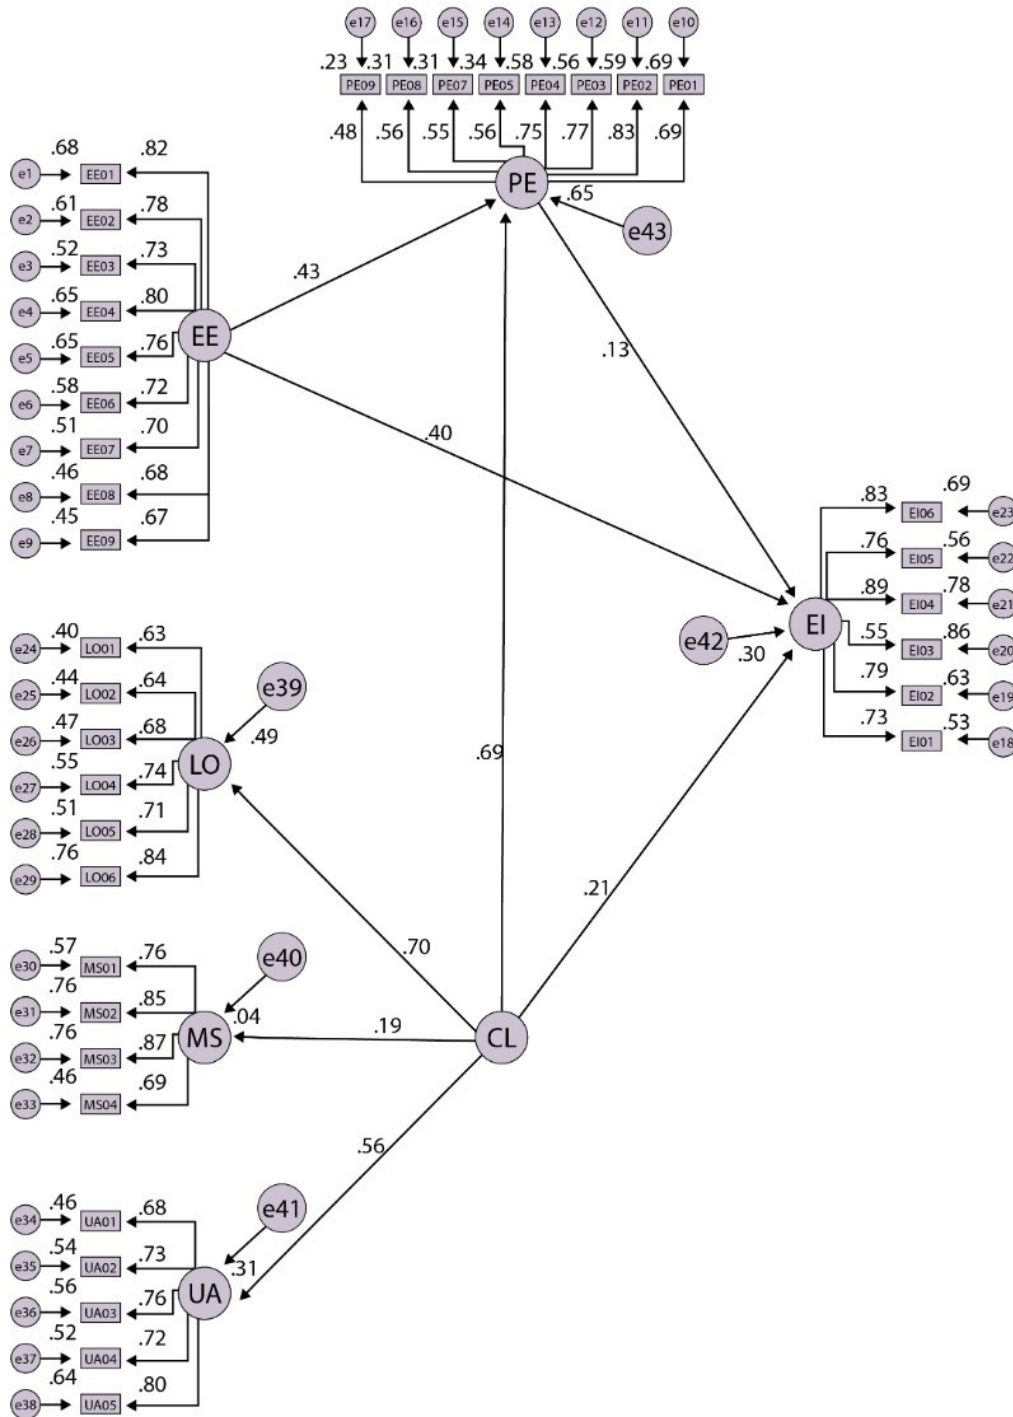 e17 e16 e15 e14 e13 e12 e11 e10
.23 .31 .31 .34 .58 .56 .59 .69
PE09 PE08 PE07 PE05 PE04 PE03 PE02 PE01
.48 .56 .55 .56 .75 .77 .83 .69
PE
.65
e43
e1 .68 EE01 .82
e2 .61 EE02 .78
e3 .52 EE03 .73
e4 .65 EE04 .80
EE
e5 .65 EE05 .76
e6 .58 EE06 .72
e7 .51 EE07 .70
e8 .46 EE08 .68
e9 .45 EE09 .67
.43
.13
.40
.83 EI06 .69 e23
.76 EI05 .56 e22
.89 EI04 .78 e21
EI
.55 EI03 .86 e20
.79 EI02 .63 e19
.73 EI01 .53 e18
e42
.30
e24 .40 LO01 .63
e25 .44 LO02 .64
e26 .47 LO03 .68
LO
e27 .55 LO04 .74
e28 .51 LO05 .71
e29 .76 LO06 .84
e39
.49
.69
.21
.70
e30 .57 MS01 .76
e31 .76 MS02 .85
MS
e32 .76 MS03 .87
e33 .46 MS04 .69
e40
.04
.19
CL
.56
e34 .46 UA01 .68
e35 .54 UA02 .73
UA
e36 .56 UA03 .76
e37 .52 UA04 .72
e38 .64 UA05 .80
e41
.31